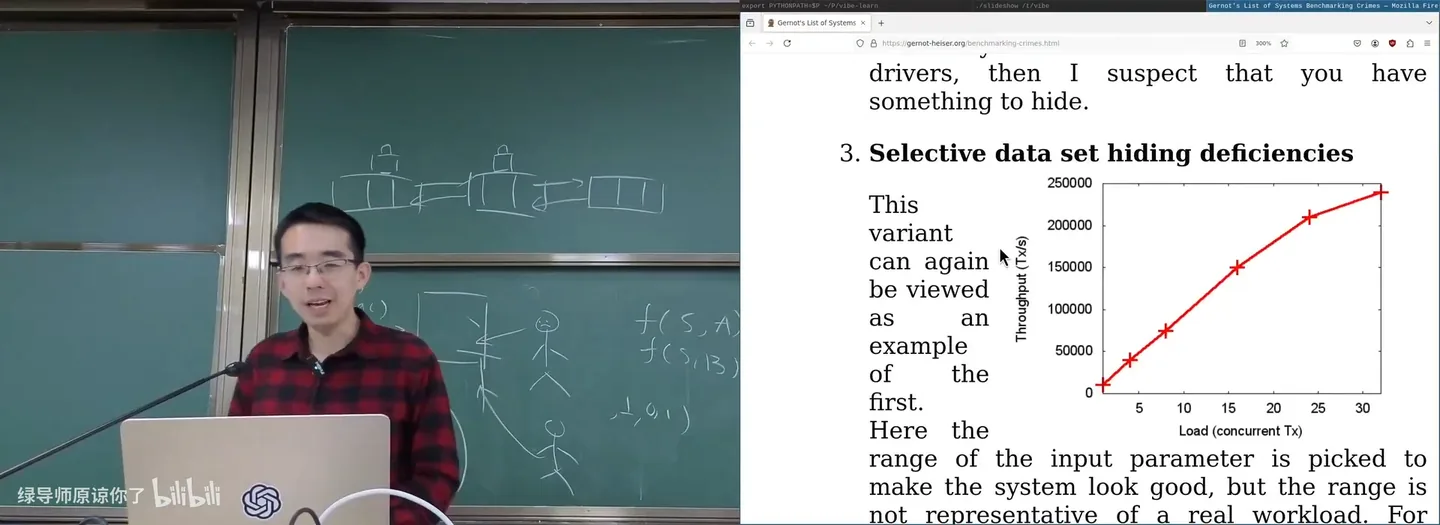 export PYTHONPATH=$P ~/P/vibe-learn
./slideshow /t/vibe
Gernot's List of Systems Benchmarking Crimes — Mozilla Fire
Gernot's List of Systems
https://gernot-heiser.org/benchmarking-crimes.html
300%
drivers, then I suspect that you have
something to hide.
3. Selective data set hiding deficiencies
This
variant
can again
be viewed
as an
example
of the
first.
Here the
range of the input parameter is picked to
make the system look good, but the range is
not representative of a real workload. For
250000
200000
150000
100000
50000
0
Throughput (Tx/s)
5 10 15 20 25 30
Load (concurrent Tx)
f(S,A)
f(S,B)
,1,0,1)
绿导师原谅你了 bilibili